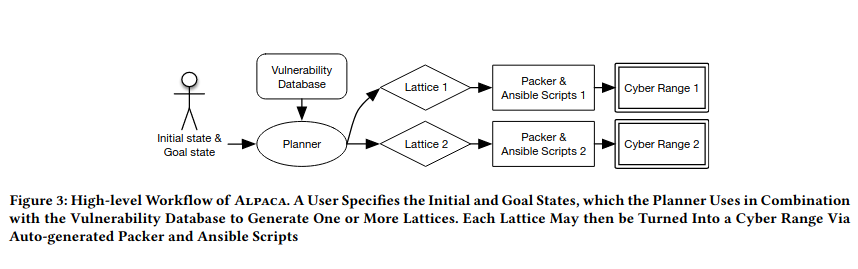 Vulnerability
Database
Initial state &
Goal state
Planner
Lattice 1
Packer &
Ansible Scripts 1
Cyber Range 1
Lattice 2
Packer &
Ansible Scripts 2
Cyber Range 2
Figure 3: High-level Workflow of ALPACA. A User Specifies the Initial and Goal States, which the Planner Uses in Combination
with the Vulnerability Database to Generate One or More Lattices. Each Lattice May then be Turned Into a Cyber Range Via
Auto-generated Packer and Ansible Scripts